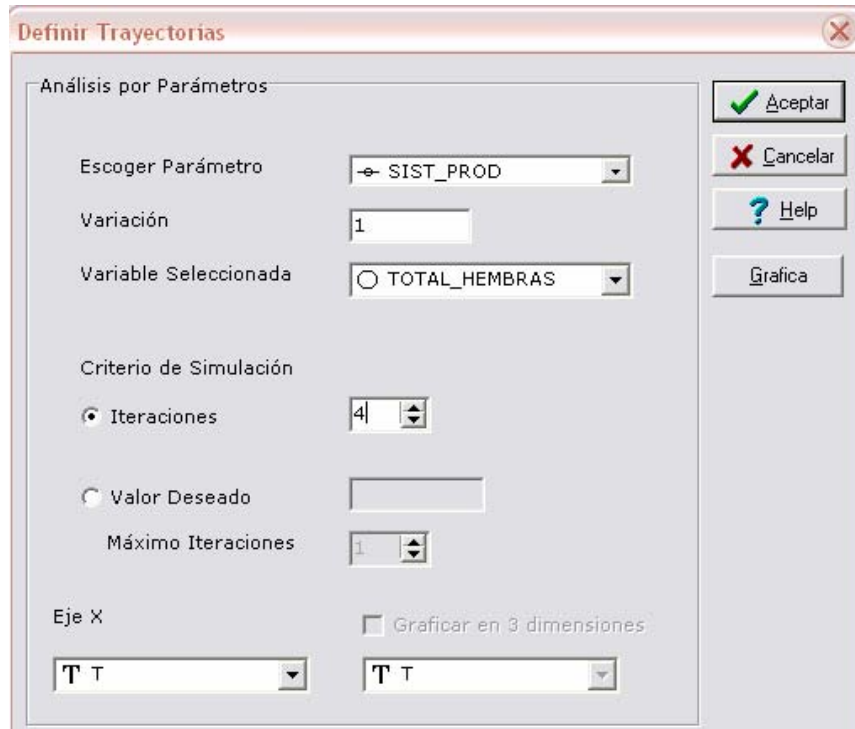 Definir Trayectorias
Análisis por Parámetros
Escoger Parámetro
SIST_PROD
Variación
1
Variable Seleccionada
TOTAL_HEMBRAS
Criterio de Simulación
Iteraciones
4
Valor Deseado
Máximo Iteraciones
1
Eje X
Graficar en 3 dimensiones
T T
T T
Aceptar
Cancelar
? Help
Grafica